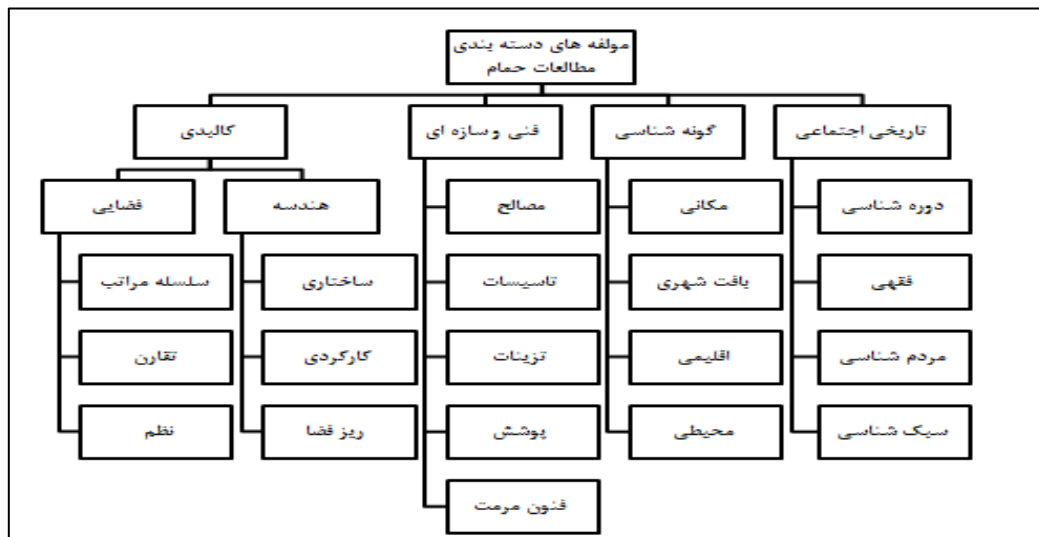 مولفه های دسته بندی
مطالعات حمام
تاریخی اجتماعی
گونه شناسی
فنی و سازه ای
کالبدی
دوره شناسی
مکانی
مصالح
هندسه
فضایی
فقهی
بافت شهری
تاسیسات
ساختاری
سلسله مراتب
مردم شناسی
اقلیمی
تزینات
کارکردی
تقارن
سبک شناسی
محیطی
پوشش
ریز فضا
نظم
فنون مرمت